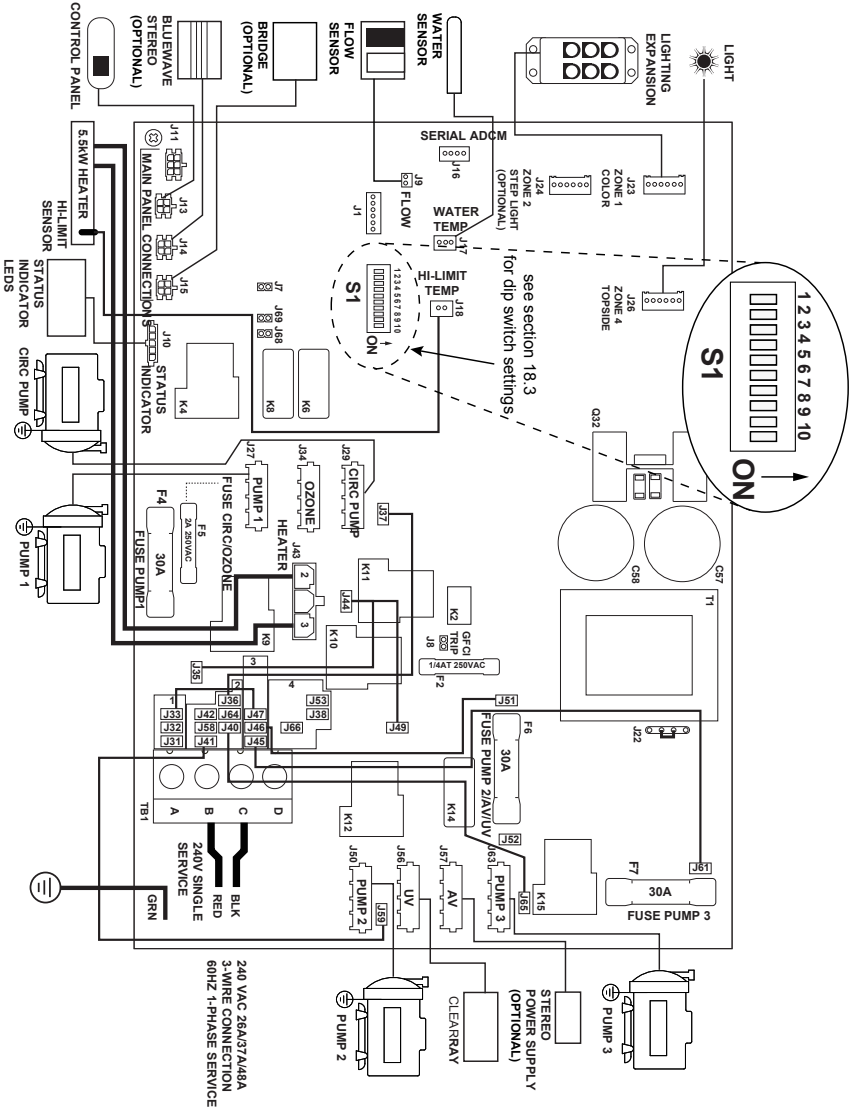 CONTROL PANEL
BLUEWAVE
STEREO
(OPTIONAL)
BRIDGE
(OPTIONAL)
FLOW
SENSOR
WATER
SENSOR
LIGHTING
EXPANSION
LIGHT
5.5kW HEATER
HI-LIMIT
SENSOR
STATUS
INDICATOR
LEDS
CIRC PUMP
PUMP 1
J11
MAIN PANEL CONNECTIONS
J13
J14
J15
J10
STATUS
INDICATOR
SERIAL ADCM
J16
J9
FLOW
J1
WATER
TEMP
J17
HI-LIMIT
TEMP
J18
J24
ZONE 2
STEP LIGHT
(OPTIONAL)
J23
ZONE 1
COLOR
J26
ZONE 4
TOPSIDE
J7
J69
J68
1 2 3 4 5 6 7 8 9 10
S1
ON
see section 18.3
for dip switch settings
1 2 3 4 5 6 7 8 9 10
S1
ON
K4
K8
K6
Q32
C58
C57
T1
J22
J27
PUMP 1
J34
OZONE
J29
CIRC PUMP
J37
F4
30A
FUSE PUMP1
F5
2A 250VAC
FUSE CIRC/OZONE
J43
HEATER
2
3
K9
K11
J44
K10
K2
GFCI
TRIP
J8
1/4AT 250VAC
F2
J35
1
2
3
4
J33
J32
J31
J42
J58
J41
J36
J64
J40
J47
J46
J45
J53
J38
J66
J49
J51
F6
30A
FUSE PUMP 2/AV/UV
J52
J61
F7
30A
FUSE PUMP 3
TB1
A
B
C
D
K12
K14
K15
J50
PUMP 2
J59
J56
UV
J57
AV
J63
PUMP 3
J65
240V SINGLE
SERVICE
RED
BLK
GRN
240 VAC 26A/37A/48A
3-WIRE CONNECTION
60HZ 1-PHASE SERVICE
PUMP 2
CLEARRAY
STEREO
POWER SUPPLY
(OPTIONAL)
PUMP 3